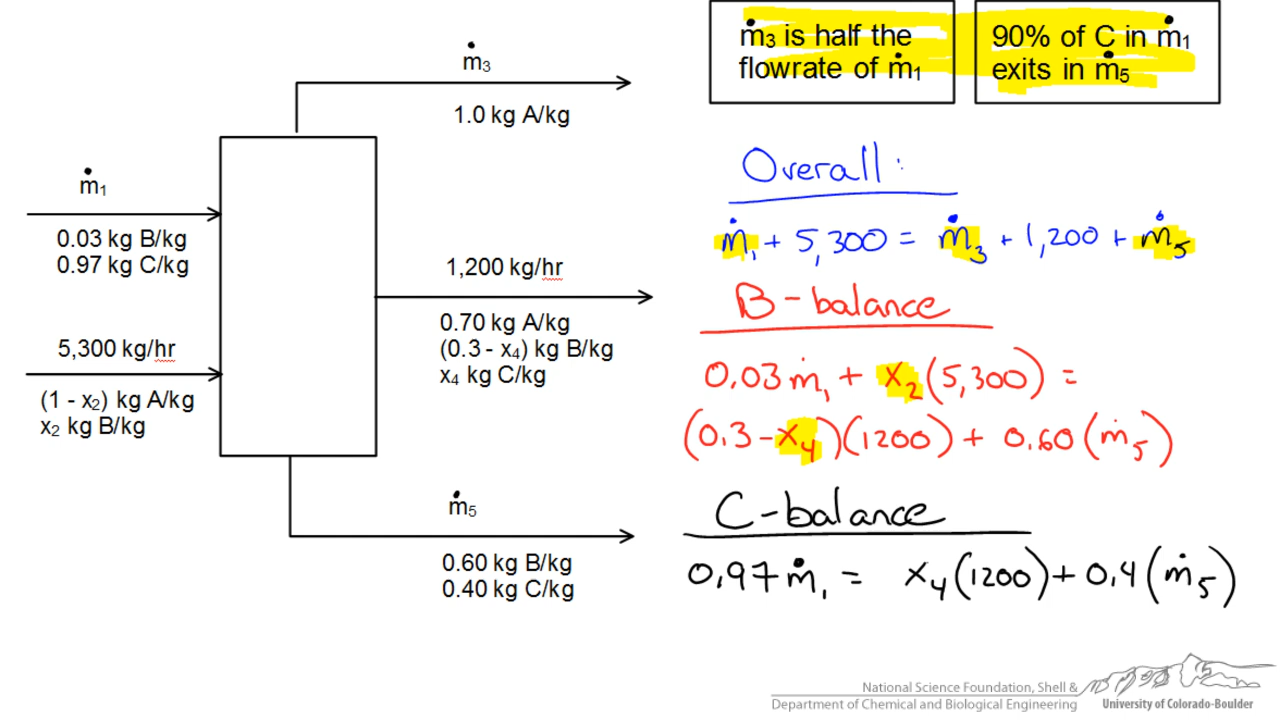 ṁ3
1.0 kg A/kg
ṁ1
0.03 kg B/kg
0.97 kg C/kg
5,300 kg/hr
(1 - x2) kg A/kg
x2 kg B/kg
1,200 kg/hr
0.70 kg A/kg
(0.3 - x4) kg B/kg
x4 kg C/kg
ṁ5
0.60 kg B/kg
0.40 kg C/kg
ṁ3 is half the
flowrate of ṁ1
90% of C in ṁ1
exits in ṁ5
Overall:
ṁ1 + 5,300 = ṁ3 + 1,200 + ṁ5
B-balance
0.03 ṁ1 + x2(5,300) =
(0.3-x4)(1200) + 0.60(ṁ5)
C-balance
0.97 ṁ1 = x4(1200) + 0.4(ṁ5)
National Science Foundation, Shell &
Department of Chemical and Biological Engineering
University of Colorado-Boulder